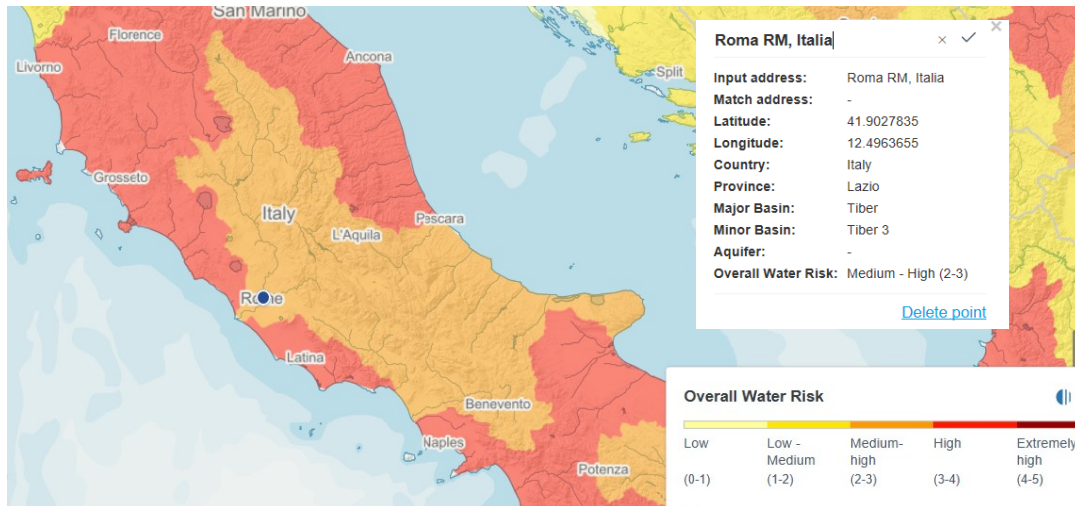 San Marino
Florence
Ancona
Livorno
Split
Grosseto
Italy
Pescara
L'Aquila
Rome
Latina
Benevento
Naples
Potenza
Roma RM, Italia × ✓ ×
Input address: Roma RM, Italia
Match address: -
Latitude: 41.9027835
Longitude: 12.4963655
Country: Italy
Province: Lazio
Major Basin: Tiber
Minor Basin: Tiber 3
Aquifer: -
Overall Water Risk: Medium - High (2-3)
Delete point
Overall Water Risk
Low Low - Medium- High Extremely
Medium high high
(0-1) (1-2) (2-3) (3-4) (4-5)